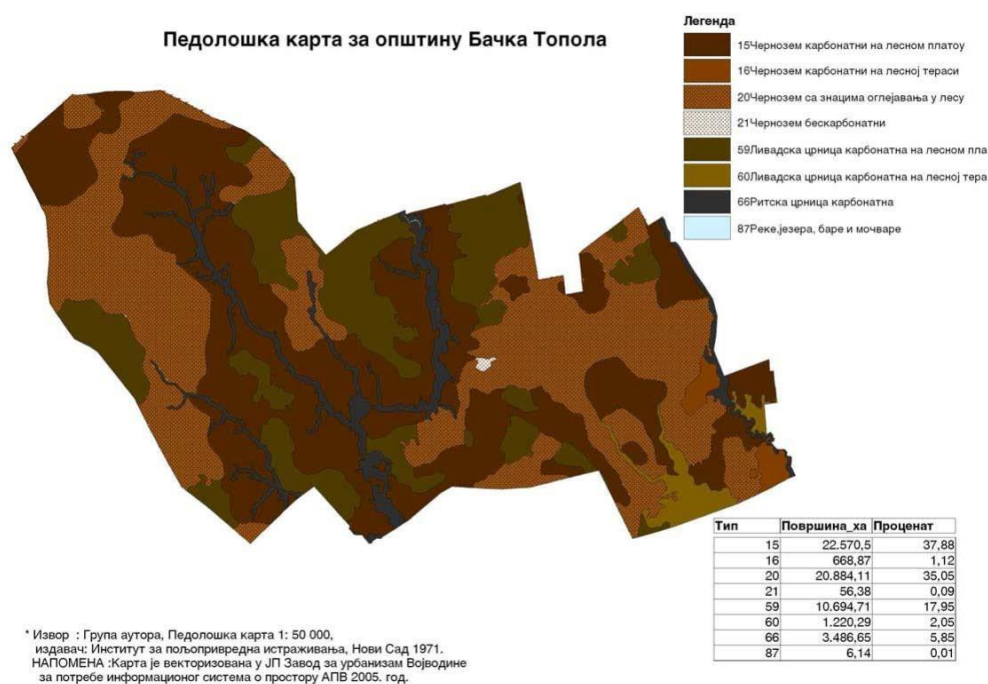 Педолошка карта за општину Бачка Топола
Легенда
15Чернозем карбонатни на лесном платоу
16Чернозем карбонатни на лесној тераси
20Чернозем са знацима оглејавања у лесу
21Чернозем бескарбонатни
59Ливадска црница карбонатна на лесном пла
60Ливадска црница карбонатна на лесној тера
66Ритска црница карбонатна
87Реке,језера, баре и мочваре
Тип Површина_ха Проценат
15 22.570,5 37,88
16 668,87 1,12
20 20.884,11 35,05
21 56,38 0,09
59 10.694,71 17,95
60 1.220,29 2,05
66 3.486,65 5,85
87 6,14 0,01
* Извор : Група аутора, Педолошка карта 1: 50 000,
издавач: Институт за пољопривредна истраживања, Нови Сад 1971.
НАПОМЕНА :Карта је векторизована у ЈП Завод за урбанизам Војводине
за потребе информационог система о простору АПВ 2005. год.